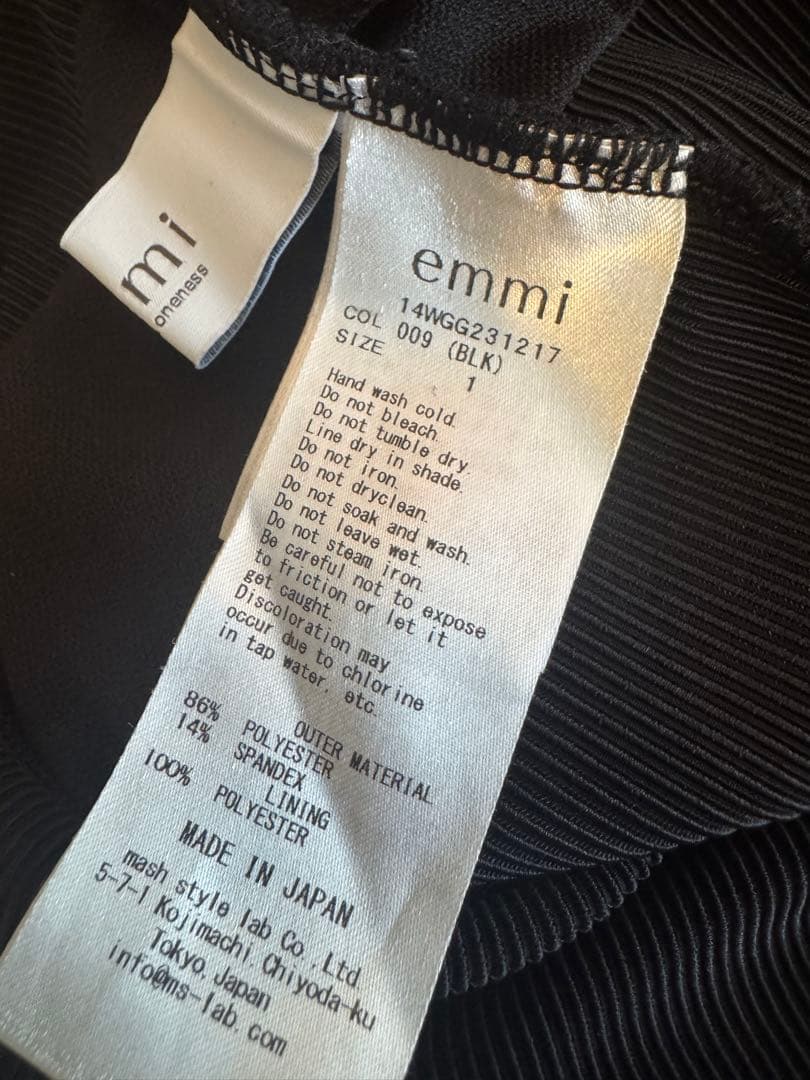 mi
oneness
emmi
14WGG231217
COL 009 (BLK)
SIZE 1
Hand wash cold.
Do not bleach.
Do not tumble dry.
Line dry in shade.
Do not iron.
Do not dryclean.
Do not soak and wash.
Do not leave wet.
Do not steam iron.
Be careful not to expose
to friction or let it
get caught.
Discoloration may
occur due to chlorine
in tap water, etc.
OUTER MATERIAL
86% POLYESTER
14% SPANDEX
LINING
100% POLYESTER
MADE IN JAPAN
mash style lab Co.,Ltd
5-7-1 Kojimachi,Chiyoda-ku
Tokyo,Japan
info@ms-lab.com